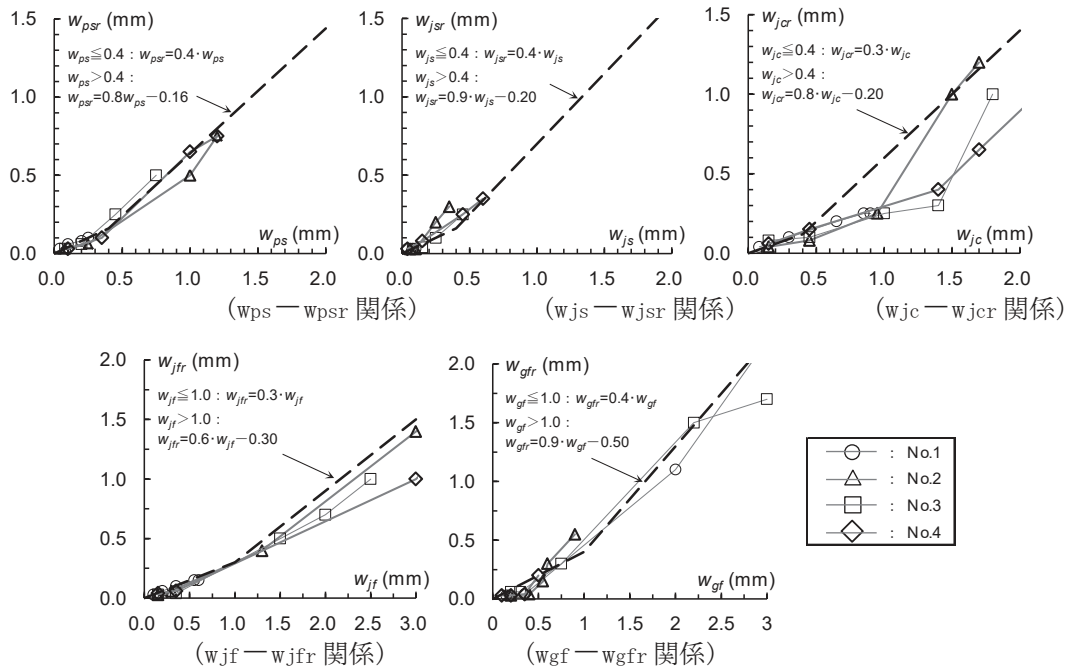 w_psr (mm)
1.5
w_ps≦0.4 : w_psr=0.4·w_ps
w_ps>0.4 :
w_psr=0.8w_ps−0.16
1.0
0.5
w_ps (mm)
0.0
0.0 0.5 1.0 1.5 2.0
(wps－wpsr 関係)
w_jsr (mm)
1.5
w_js≦0.4 : w_jsr=0.4·w_js
w_js>0.4 :
w_jsr=0.9·w_js−0.20
1.0
0.5
w_js (mm)
0.0
0.0 0.5 1.0 1.5 2.0
(wjs－wjsr 関係)
w_jcr (mm)
1.5
w_jc≦0.4 : w_jcr=0.3·w_jc
w_jc>0.4 :
w_jcr=0.8·w_jc−0.20
1.0
0.5
w_jc (mm)
0.0
0.0 0.5 1.0 1.5 2.0
(wjc－wjcr 関係)
w_jfr (mm)
2.0
w_jf≦1.0 : w_jfr=0.3·w_jf
w_jf>1.0 :
w_jfr=0.6·w_jf−0.30
1.5
1.0
0.5
w_jf (mm)
0.0
0.0 0.5 1.0 1.5 2.0 2.5 3.0
(wjf－wjfr 関係)
w_gfr (mm)
2.0
w_gf≦1.0 : w_gfr=0.4·w_gf
w_gf>1.0 :
w_gfr=0.9·w_gf−0.50
1.5
1.0
0.5
w_gf (mm)
0.0
0 0.5 1 1.5 2 2.5 3
(wgf－wgfr 関係)
: No.1
: No.2
: No.3
: No.4